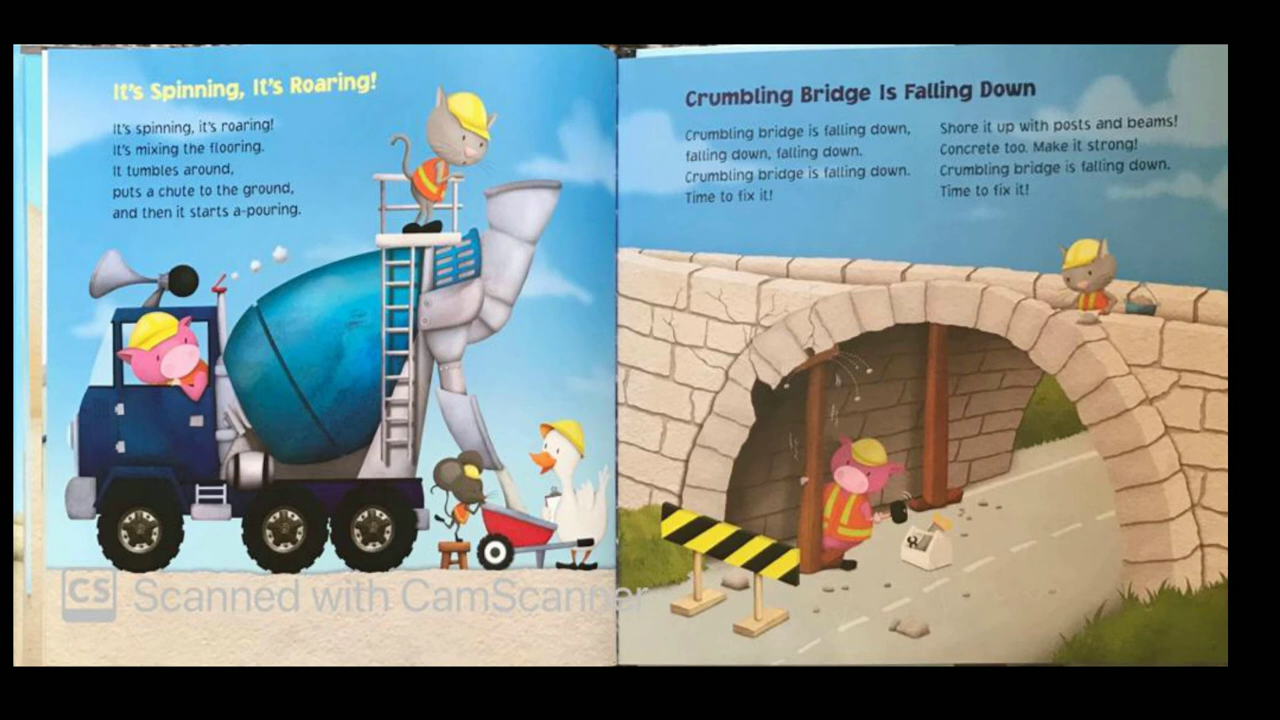 It's Spinning, It's Roaring!
It's spinning, it's roaring!
It's mixing the flooring.
It tumbles around,
puts a chute to the ground,
and then it starts a-pouring.
CS Scanned with CamScanner
Crumbling Bridge Is Falling Down
Crumbling bridge is falling down,
falling down, falling down.
Crumbling bridge is falling down.
Time to fix it!
Shore it up with posts and beams!
Concrete too. Make it strong!
Crumbling bridge is falling down.
Time to fix it!